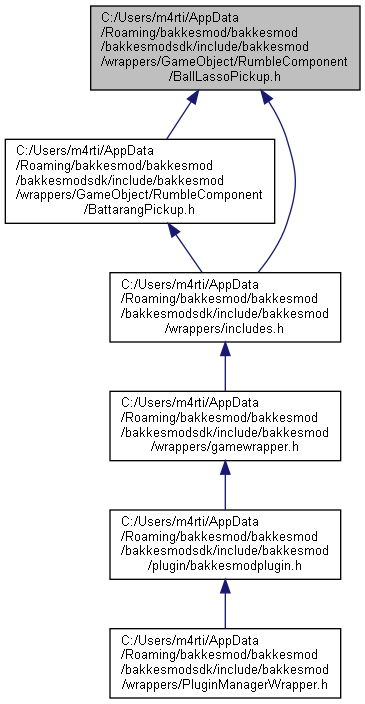 C:/Users/m4rti/AppData
/Roaming/bakkesmod/bakkesmod
/bakkesmodsdk/include/bakkesmod
/wrappers/GameObject/RumbleComponent
/BallLassoPickup.h
C:/Users/m4rti/AppData
/Roaming/bakkesmod/bakkesmod
/bakkesmodsdk/include/bakkesmod
/wrappers/GameObject/RumbleComponent
/BattarangPickup.h
C:/Users/m4rti/AppData
/Roaming/bakkesmod/bakkesmod
/bakkesmodsdk/include/bakkesmod
/wrappers/includes.h
C:/Users/m4rti/AppData
/Roaming/bakkesmod/bakkesmod
/bakkesmodsdk/include/bakkesmod
/wrappers/gamewrapper.h
C:/Users/m4rti/AppData
/Roaming/bakkesmod/bakkesmod
/bakkesmodsdk/include/bakkesmod
/plugin/bakkesmodplugin.h
C:/Users/m4rti/AppData
/Roaming/bakkesmod/bakkesmod
/bakkesmodsdk/include/bakkesmod
/wrappers/PluginManagerWrapper.h